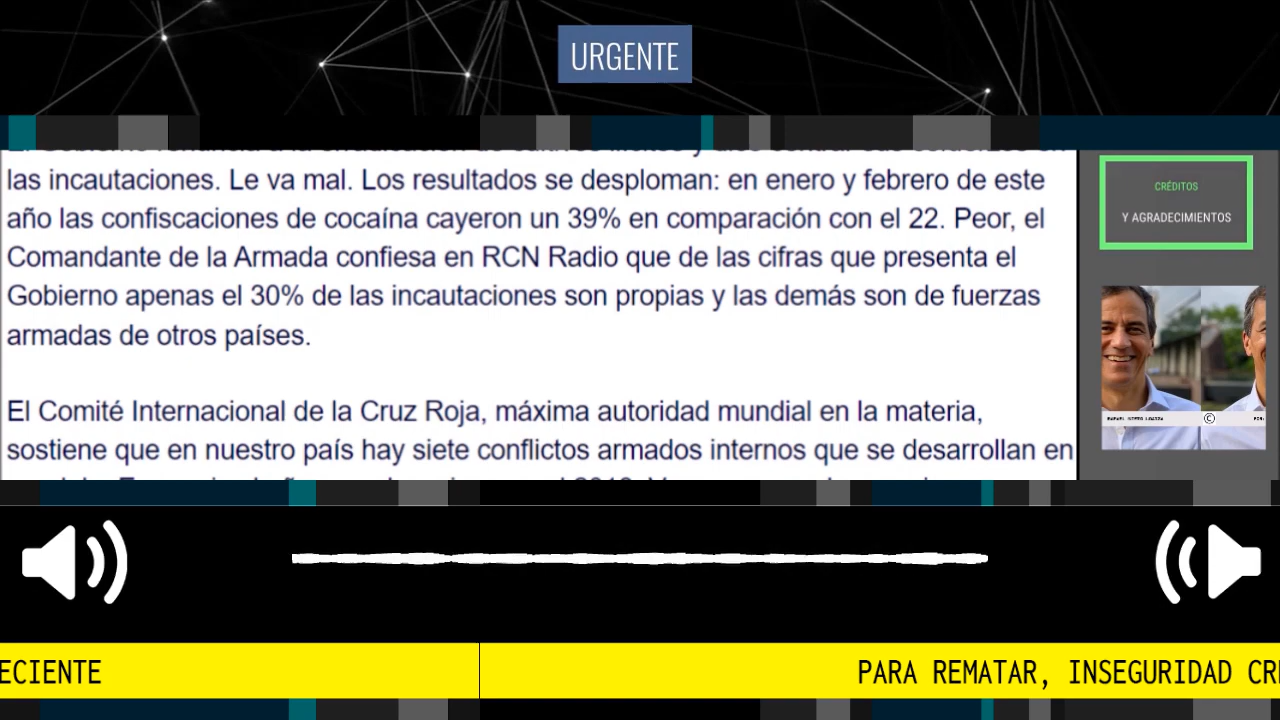 URGENTE
las incautaciones. Le va mal. Los resultados se desploman: en enero y febrero de este
año las confiscaciones de cocaína cayeron un 39% en comparación con el 22. Peor, el
Comandante de la Armada confiesa en RCN Radio que de las cifras que presenta el
Gobierno apenas el 30% de las incautaciones son propias y las demás son de fuerzas
armadas de otros países.
El Comité Internacional de la Cruz Roja, máxima autoridad mundial en la materia,
sostiene que en nuestro país hay siete conflictos armados internos que se desarrollan en
CRÉDITOS
Y AGRADECIMIENTOS
RAFAEL NIETO LOAIZA © POR:
ECIENTE
PARA REMATAR, INSEGURIDAD CR